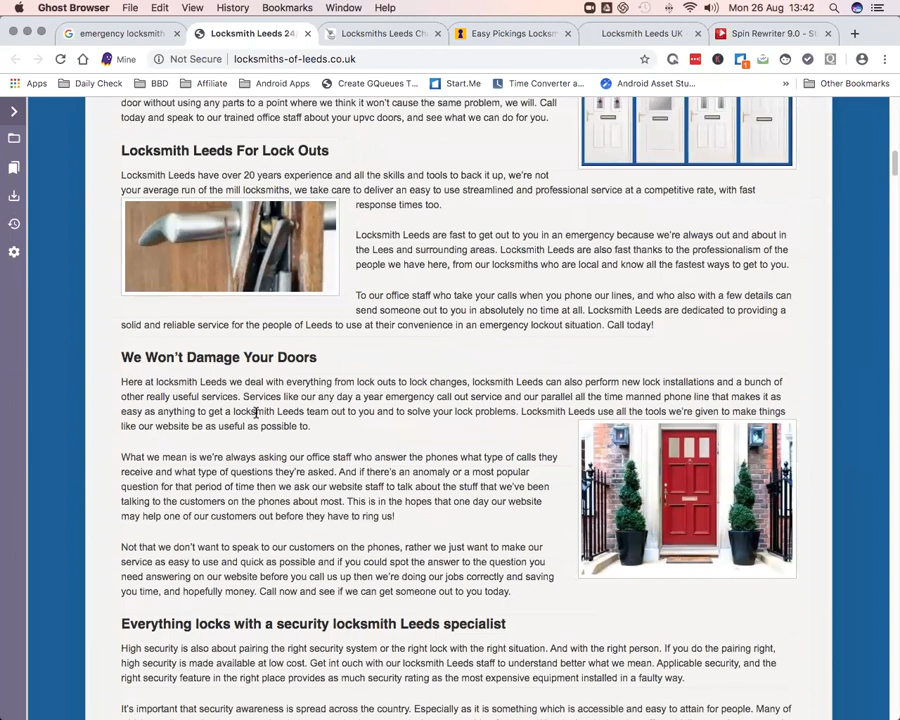 Ghost Browser File Edit View History Bookmarks Window Help Mon 26 Aug 13:42
emergency locksmith
Locksmith Leeds 24
Locksmiths Leeds Ch
Easy Pickings Locksm
Locksmith Leeds UK -
Spin Rewriter 9.0 - St
Mine Not Secure locksmiths-of-leeds.co.uk
Apps Daily Check BBD Affiliate Android Apps Create GQueues T... Start.Me Time Converter a... Android Asset Stu... » Other Bookmarks
door without using any parts to a point where we think it won't cause the same problem, we will. Call
today and speak to our trained office staff about your upvc doors, and see what we can do for you.
Locksmith Leeds For Lock Outs
Locksmith Leeds have over 20 years experience and all the skills and tools to back it up, we're not
your average run of the mill locksmiths, we take care to deliver an easy to use streamlined and professional service at a competitive rate, with fast
response times too.
Locksmith Leeds are fast to get out to you in an emergency because we're always out and about in
the Lees and surrounding areas. Locksmith Leeds are also fast thanks to the professionalism of the
people we have here, from our locksmiths who are local and know all the fastest ways to get to you.
To our office staff who take your calls when you phone our lines, and who also with a few details can
send someone out to you in absolutely no time at all. Locksmith Leeds are dedicated to providing a
solid and reliable service for the people of Leeds to use at their convenience in an emergency lockout situation. Call today!
We Won't Damage Your Doors
Here at locksmith Leeds we deal with everything from lock outs to lock changes, locksmith Leeds can also perform new lock installations and a bunch of
other really useful services. Services like our any day a year emergency call out service and our parallel all the time manned phone line that makes it as
easy as anything to get a locksmith Leeds team out to you and to solve your lock problems. Locksmith Leeds use all the tools we're given to make things
like our website be as useful as possible to.
What we mean is we're always asking our office staff who answer the phones what type of calls they
receive and what type of questions they're asked. And if there's an anomaly or a most popular
question for that period of time then we ask our website staff to talk about the stuff that we've been
talking to the customers on the phones about most. This is in the hopes that one day our website
may help one of our customers out before they have to ring us!
Not that we don't want to speak to our customers on the phones, rather we just want to make our
service as easy to use and quick as possible and if you could spot the answer to the question you
need answering on our website before you call us up then we're doing our jobs correctly and saving
you time, and hopefully money. Call now and see if we can get someone out to you today.
Everything locks with a security locksmith Leeds specialist
High security is also about pairing the right security system or the right lock with the right situation. And with the right person. If you do the pairing right,
high security is made available at low cost. Get int ouch with our locksmith Leeds staff to understand better what we mean. Applicable security, and the
right security feature in the right place provides as much security rating as the most expensive equipment installed in a faulty way.
It's important that security awareness is spread across the country. Especially as it is something which is accessible and easy to attain for people. Many of